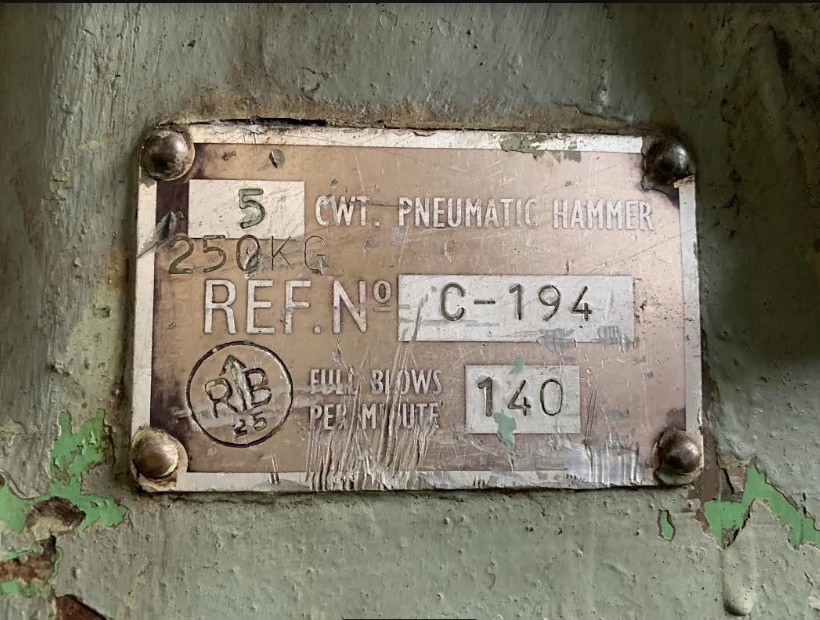 5 CWT. PNEUMATIC HAMMER
250KG
REF. Nº C-194
RB
25
FULL BLOWS
PER MINUTE 140